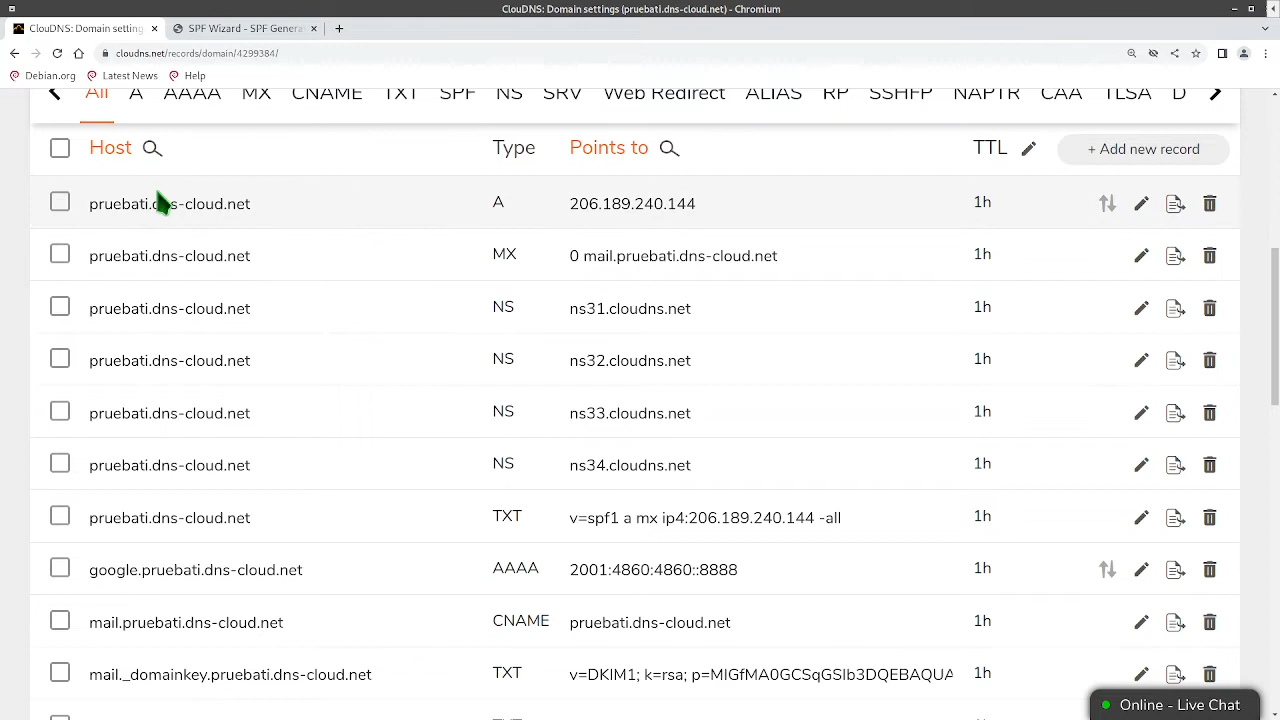 ClouDNS: Domain settings (pruebati.dns-cloud.net) - Chromium
ClouDNS: Domain setting SPF Wizard - SPF Genera
cloudns.net/records/domain/4299384/
Debian.org Latest News Help
All A AAAA MX CNAME TXT SPF NS SRV Web Redirect ALIAS RP SSHFP NAPTR CAA TLSA D
Host Type Points to TTL + Add new record
pruebati.dns-cloud.net A 206.189.240.144 1h
pruebati.dns-cloud.net MX 0 mail.pruebati.dns-cloud.net 1h
pruebati.dns-cloud.net NS ns31.cloudns.net 1h
pruebati.dns-cloud.net NS ns32.cloudns.net 1h
pruebati.dns-cloud.net NS ns33.cloudns.net 1h
pruebati.dns-cloud.net NS ns34.cloudns.net 1h
pruebati.dns-cloud.net TXT v=spf1 a mx ip4:206.189.240.144 -all 1h
google.pruebati.dns-cloud.net AAAA 2001:4860:4860::8888 1h
mail.pruebati.dns-cloud.net CNAME pruebati.dns-cloud.net 1h
mail._domainkey.pruebati.dns-cloud.net TXT v=DKIM1; k=rsa; p=MIGfMA0GCSqGSIb3DQEBAQUA 1h
Online - Live Chat